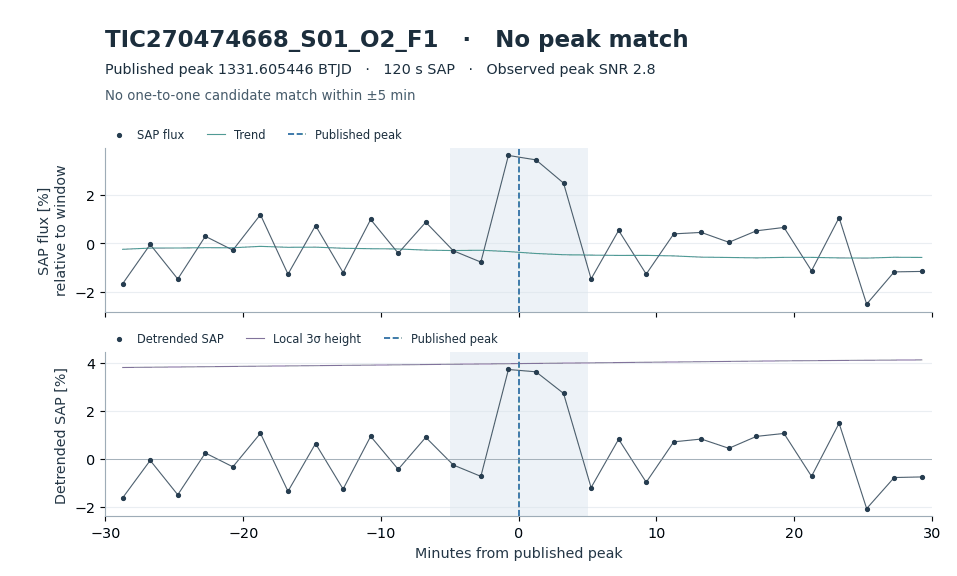 TIC270474668_S01_O2_F1 · No peak match
Published peak 1331.605446 BTJD · 120 s SAP · Observed peak SNR 2.8
No one-to-one candidate match within ±5 min
SAP flux Trend Published peak
SAP flux [%]
relative to window
2
0
−2
Detrended SAP Local 3σ height Published peak
Detrended SAP [%]
4
2
0
−2
−30 −20 −10 0 10 20 30
Minutes from published peak